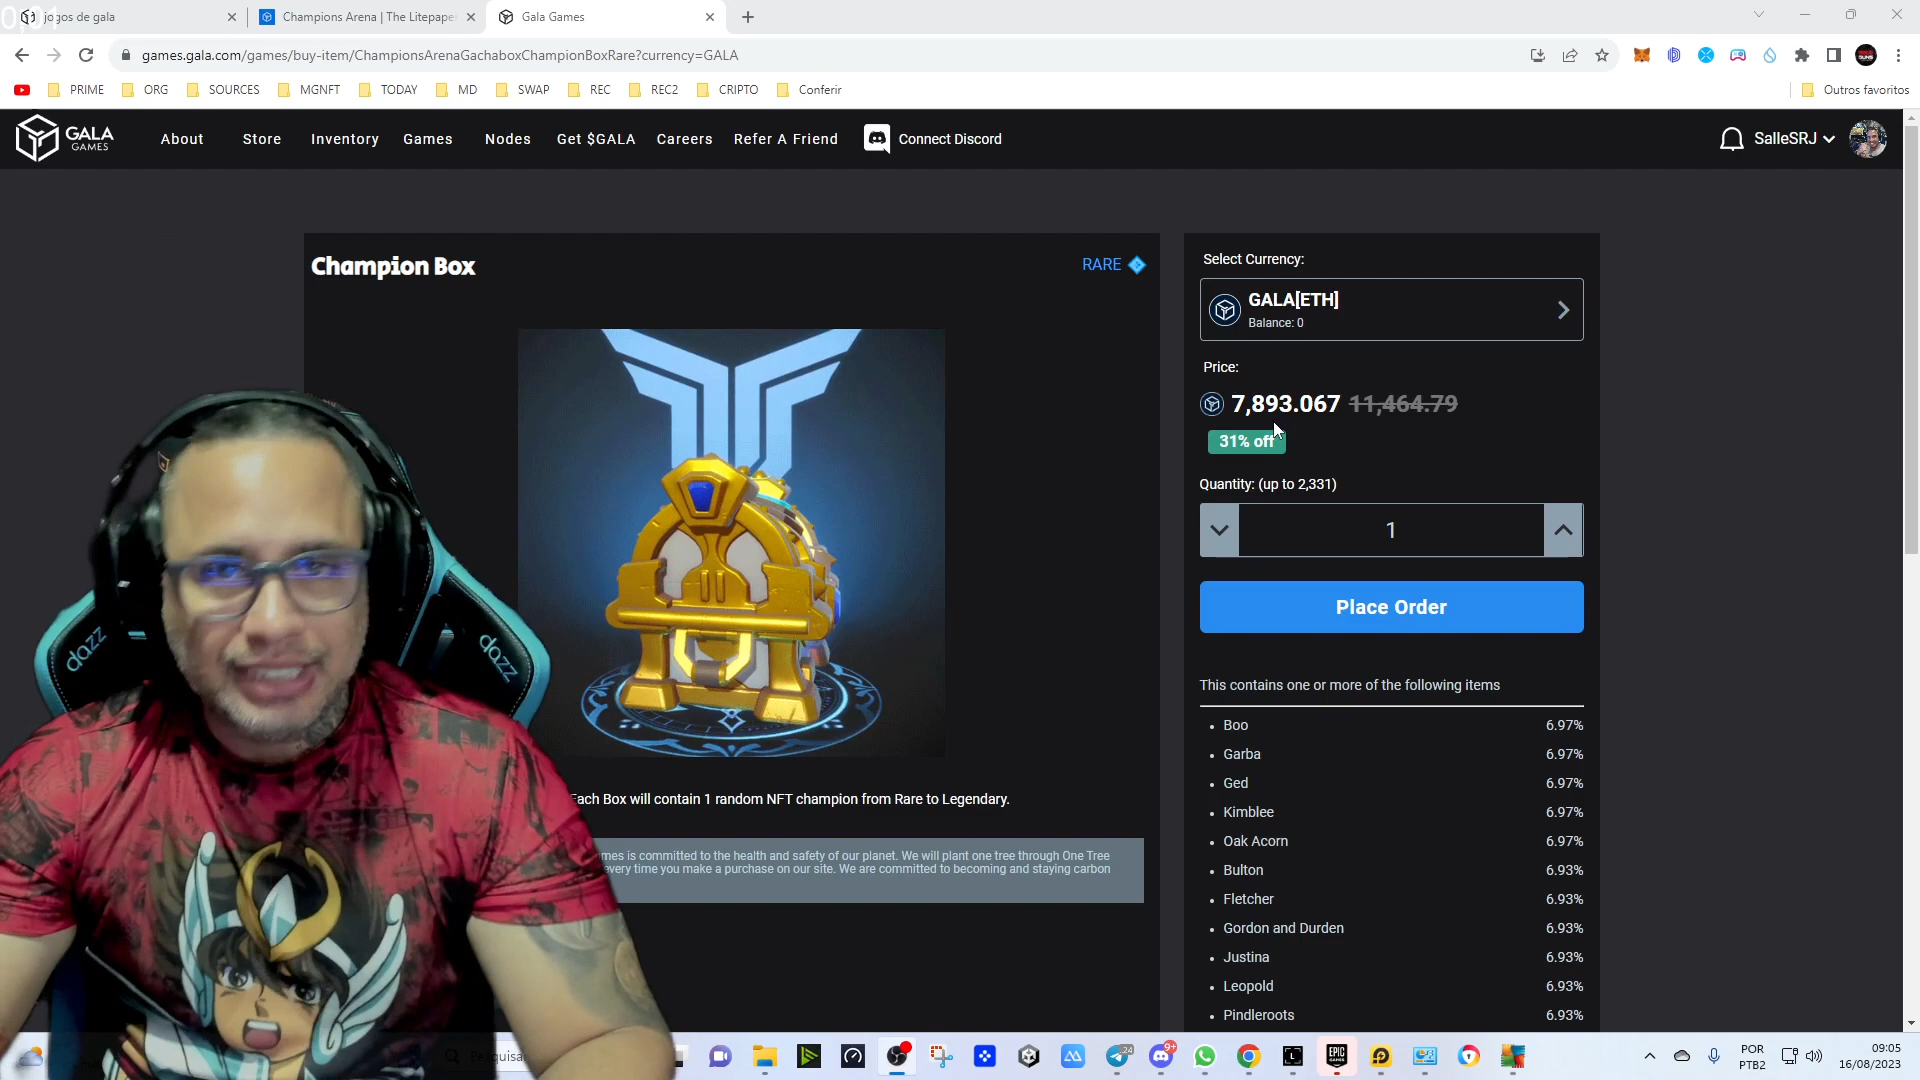 0,01
jogos de gala
Champions Arena | The Litepape
Gala Games
games.gala.com/games/buy-item/ChampionsArenaGachaboxChampionBoxRare?currency=GALA
PRIME ORG SOURCES MGNFT TODAY MD SWAP REC REC2 CRIPTO Conferir Outros favoritos
GALA GAMES
About Store Inventory Games Nodes Get $GALA Careers Refer A Friend Connect Discord SalleSRJ
Champion Box
RARE
Each Box will contain 1 random NFT champion from Rare to Legendary.
mes is committed to the health and safety of our planet. We will plant one tree through One Tree
every time you make a purchase on our site. We are committed to becoming and staying carbon
Select Currency:
GALA[ETH]
Balance: 0
Price:
7,893.067 11,464.79
31% off
Quantity: (up to 2,331)
1
Place Order
This contains one or more of the following items
Boo 6.97%
Garba 6.97%
Ged 6.97%
Kimblee 6.97%
Oak Acorn 6.97%
Bulton 6.93%
Fletcher 6.93%
Gordon and Durden 6.93%
Justina 6.93%
Leopold 6.93%
Pindleroots 6.93%
dazz
dazz
Pesquisar
24
9+
EPIC GAMES
POR
PTB2
09:05
16/08/2023